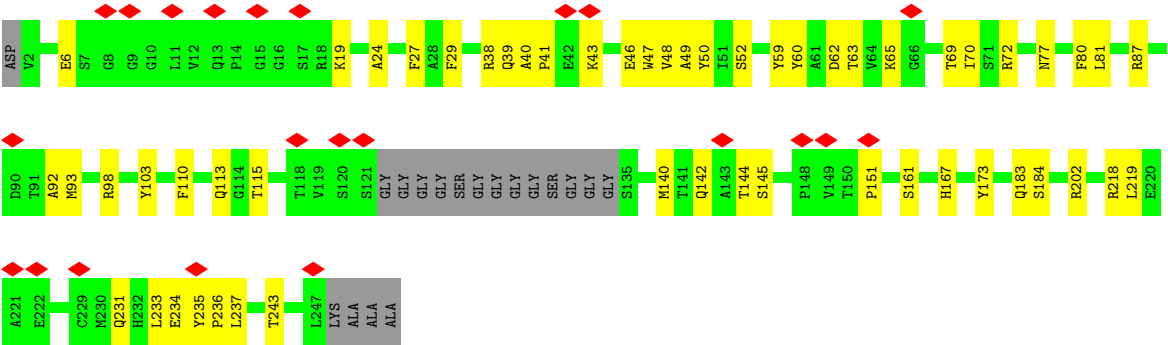 ASP V2 E6 S7 G8 G9 G10 L11 V12 Q13 P14 G15 G16 S17 R18 K19 A24 F27 A28 F29 R38 Q39 A40 P41 E42 K43 E46 W47 V48 A49 Y50 I51 S52 Y59 Y60 A61 D62 T63 V64 K65 G66 T69 I70 S71 R72 N77 F80 L81 R87
D90 T91 A92 M93 R98 Y103 F110 Q113 G114 T115 T118 V119 S120 S121 GLY GLY GLY GLY SER GLY GLY GLY GLY SER GLY GLY GLY S135 M140 T141 Q142 A143 T144 S145 P148 V149 T150 P151 S161 H167 Y173 Q183 S184 R202 R218 L219 E220
A221 E222 C229 M230 Q231 H232 L233 E234 Y235 P236 L237 T243 L247 LYS ALA ALA ALA